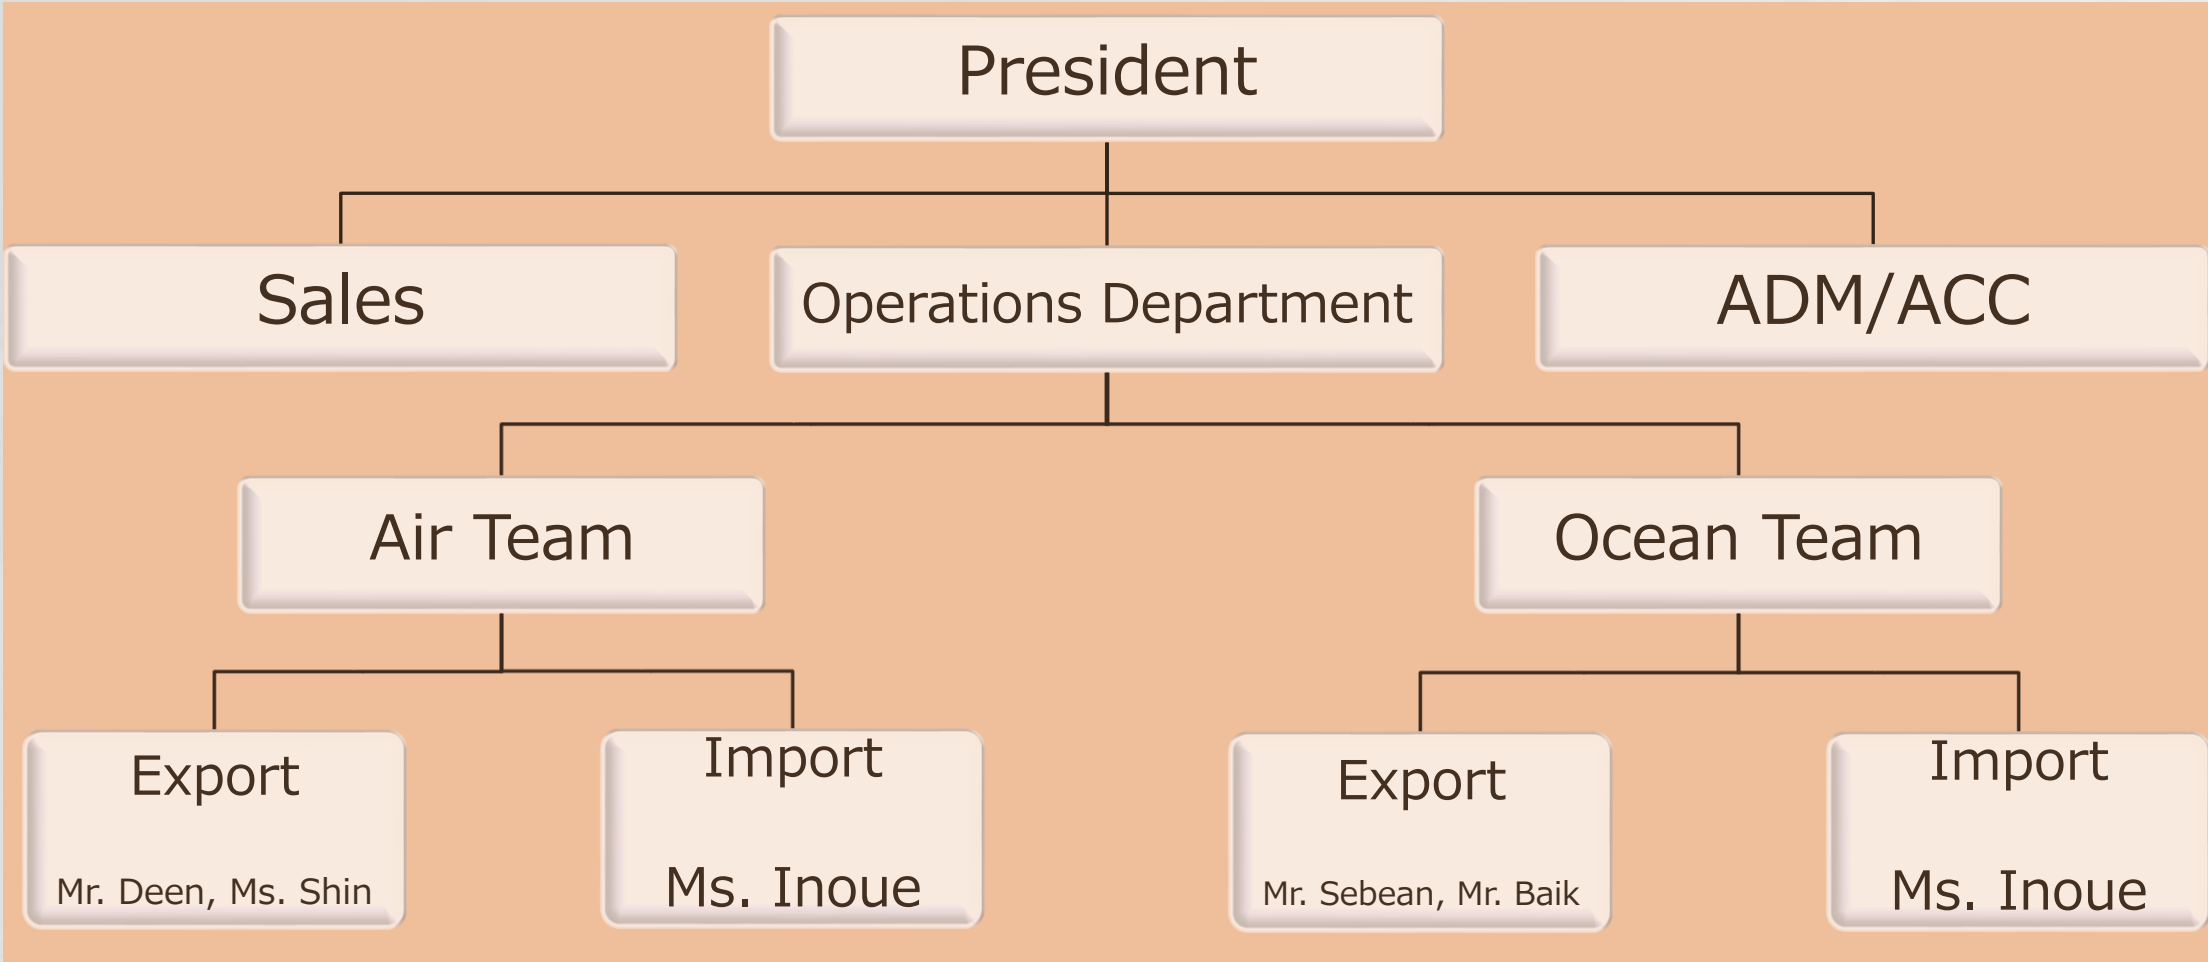 President
Sales
Operations Department
ADM/ACC
Air Team
Ocean Team
Export
Mr. Deen, Ms. Shin
Import
Ms. Inoue
Export
Mr. Sebean, Mr. Baik
Import
Ms. Inoue